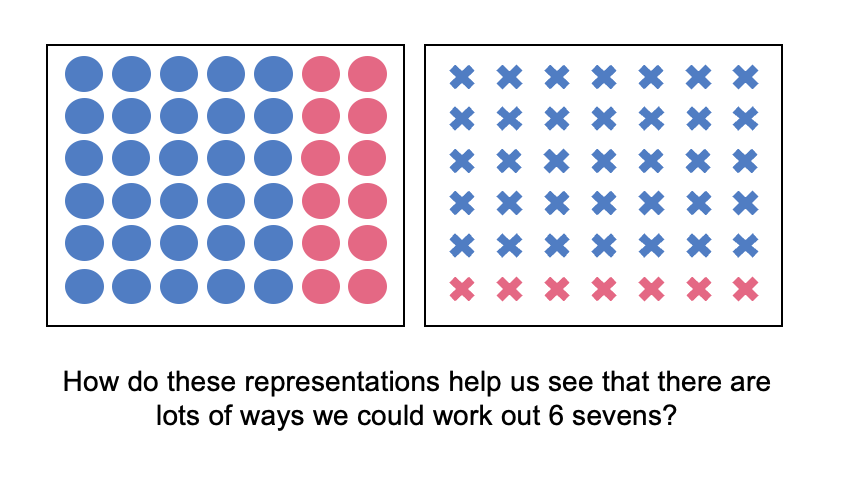 How do these representations help us see that there are
lots of ways we could work out 6 sevens?